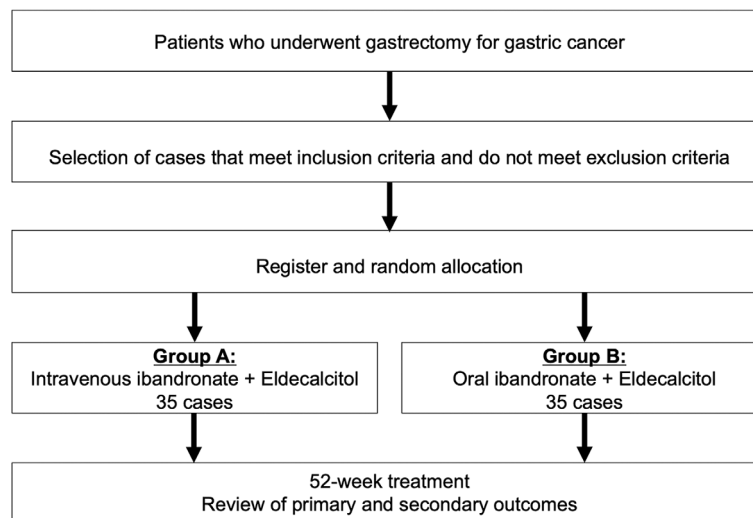 Patients who underwent gastrectomy for gastric cancer
Selection of cases that meet inclusion criteria and do not meet exclusion criteria
Register and random allocation
Group A:
Intravenous ibandronate + Eldecalcitol
35 cases
Group B:
Oral ibandronate + Eldecalcitol
35 cases
52-week treatment
Review of primary and secondary outcomes